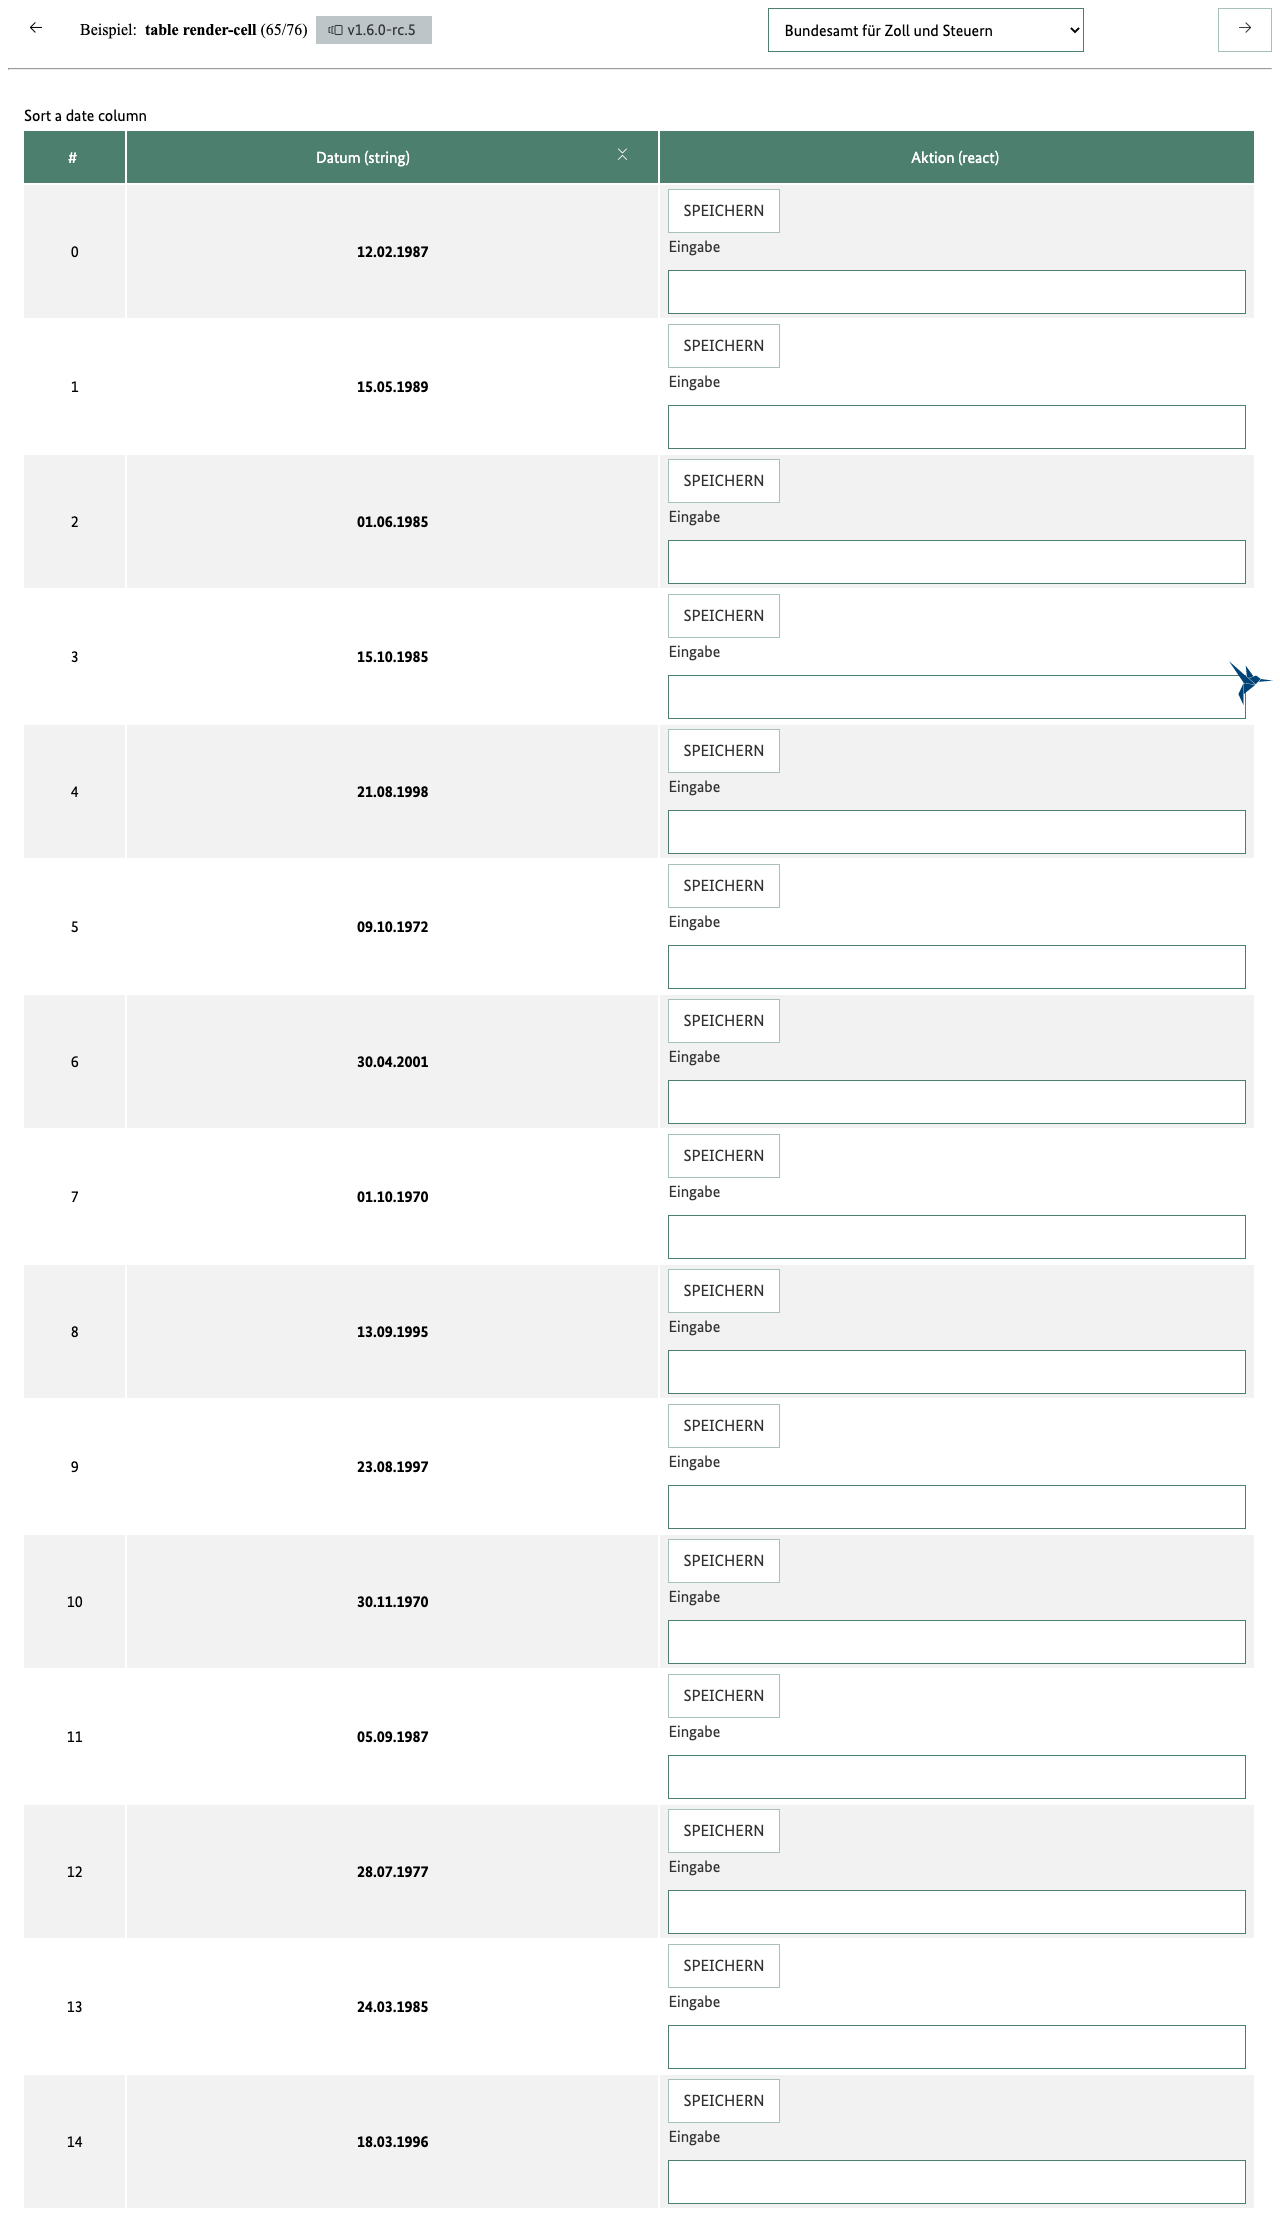 Beispiel: table render-cell (65/76) v1.6.0-rc.5 Bundesamt für Zoll und Steuern
Sort a date column
# Datum (string) Aktion (react)
SPEICHERN
0 12.02.1987 Eingabe
SPEICHERN
1 15.05.1989 Eingabe
SPEICHERN
2 01.06.1985 Eingabe
SPEICHERN
3 15.10.1985 Eingabe
SPEICHERN
4 21.08.1998 Eingabe
SPEICHERN
5 09.10.1972 Eingabe
SPEICHERN
6 30.04.2001 Eingabe
SPEICHERN
7 01.10.1970 Eingabe
SPEICHERN
8 13.09.1995 Eingabe
SPEICHERN
9 23.08.1997 Eingabe
SPEICHERN
10 30.11.1970 Eingabe
SPEICHERN
11 05.09.1987 Eingabe
SPEICHERN
12 28.07.1977 Eingabe
SPEICHERN
13 24.03.1985 Eingabe
SPEICHERN
14 18.03.1996 Eingabe